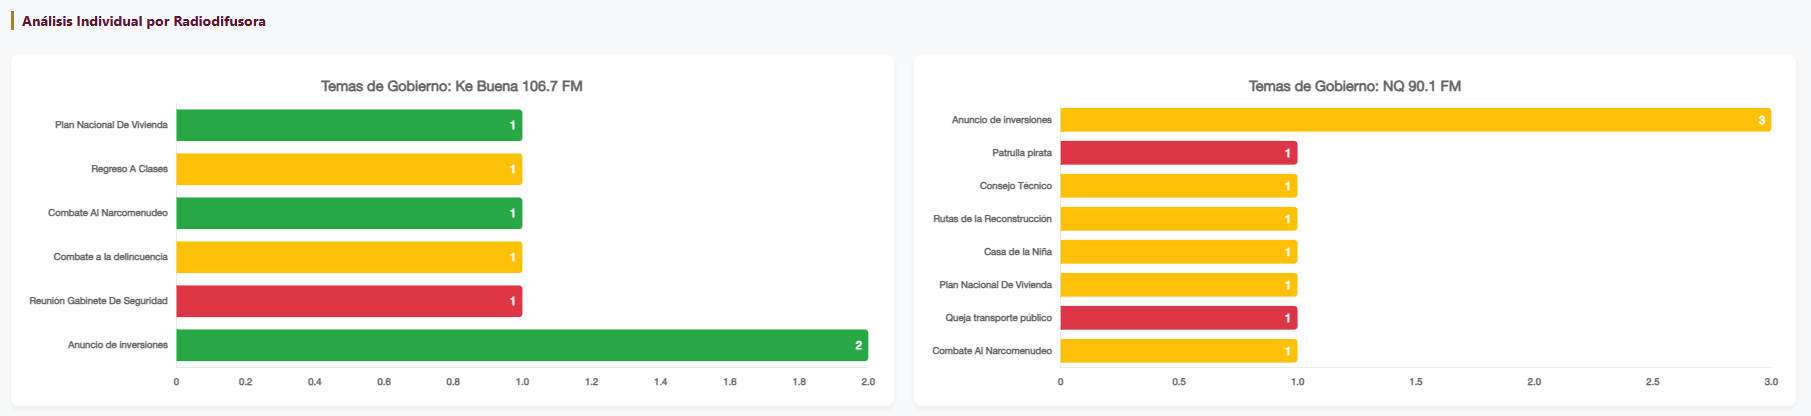 Análisis Individual por Radiodifusora
Temas de Gobierno: Ke Buena 106.7 FM
Plan Nacional De Vivienda
1
Regreso A Clases
1
Combate Al Narcomenudeo
1
Combate a la delincuencia
1
Reunión Gabinete De Seguridad
1
Anuncio de inversiones
2
0 0.2 0.4 0.6 0.8 1.0 1.2 1.4 1.6 1.8 2.0
Temas de Gobierno: NQ 90.1 FM
Anuncio de inversiones
3
Patrulla pirata
1
Consejo Técnico
1
Rutas de la Reconstrucción
1
Casa de la Niña
1
Plan Nacional De Vivienda
1
Queja transporte público
1
Combate Al Narcomenudeo
1
0 0.5 1.0 1.5 2.0 2.5 3.0